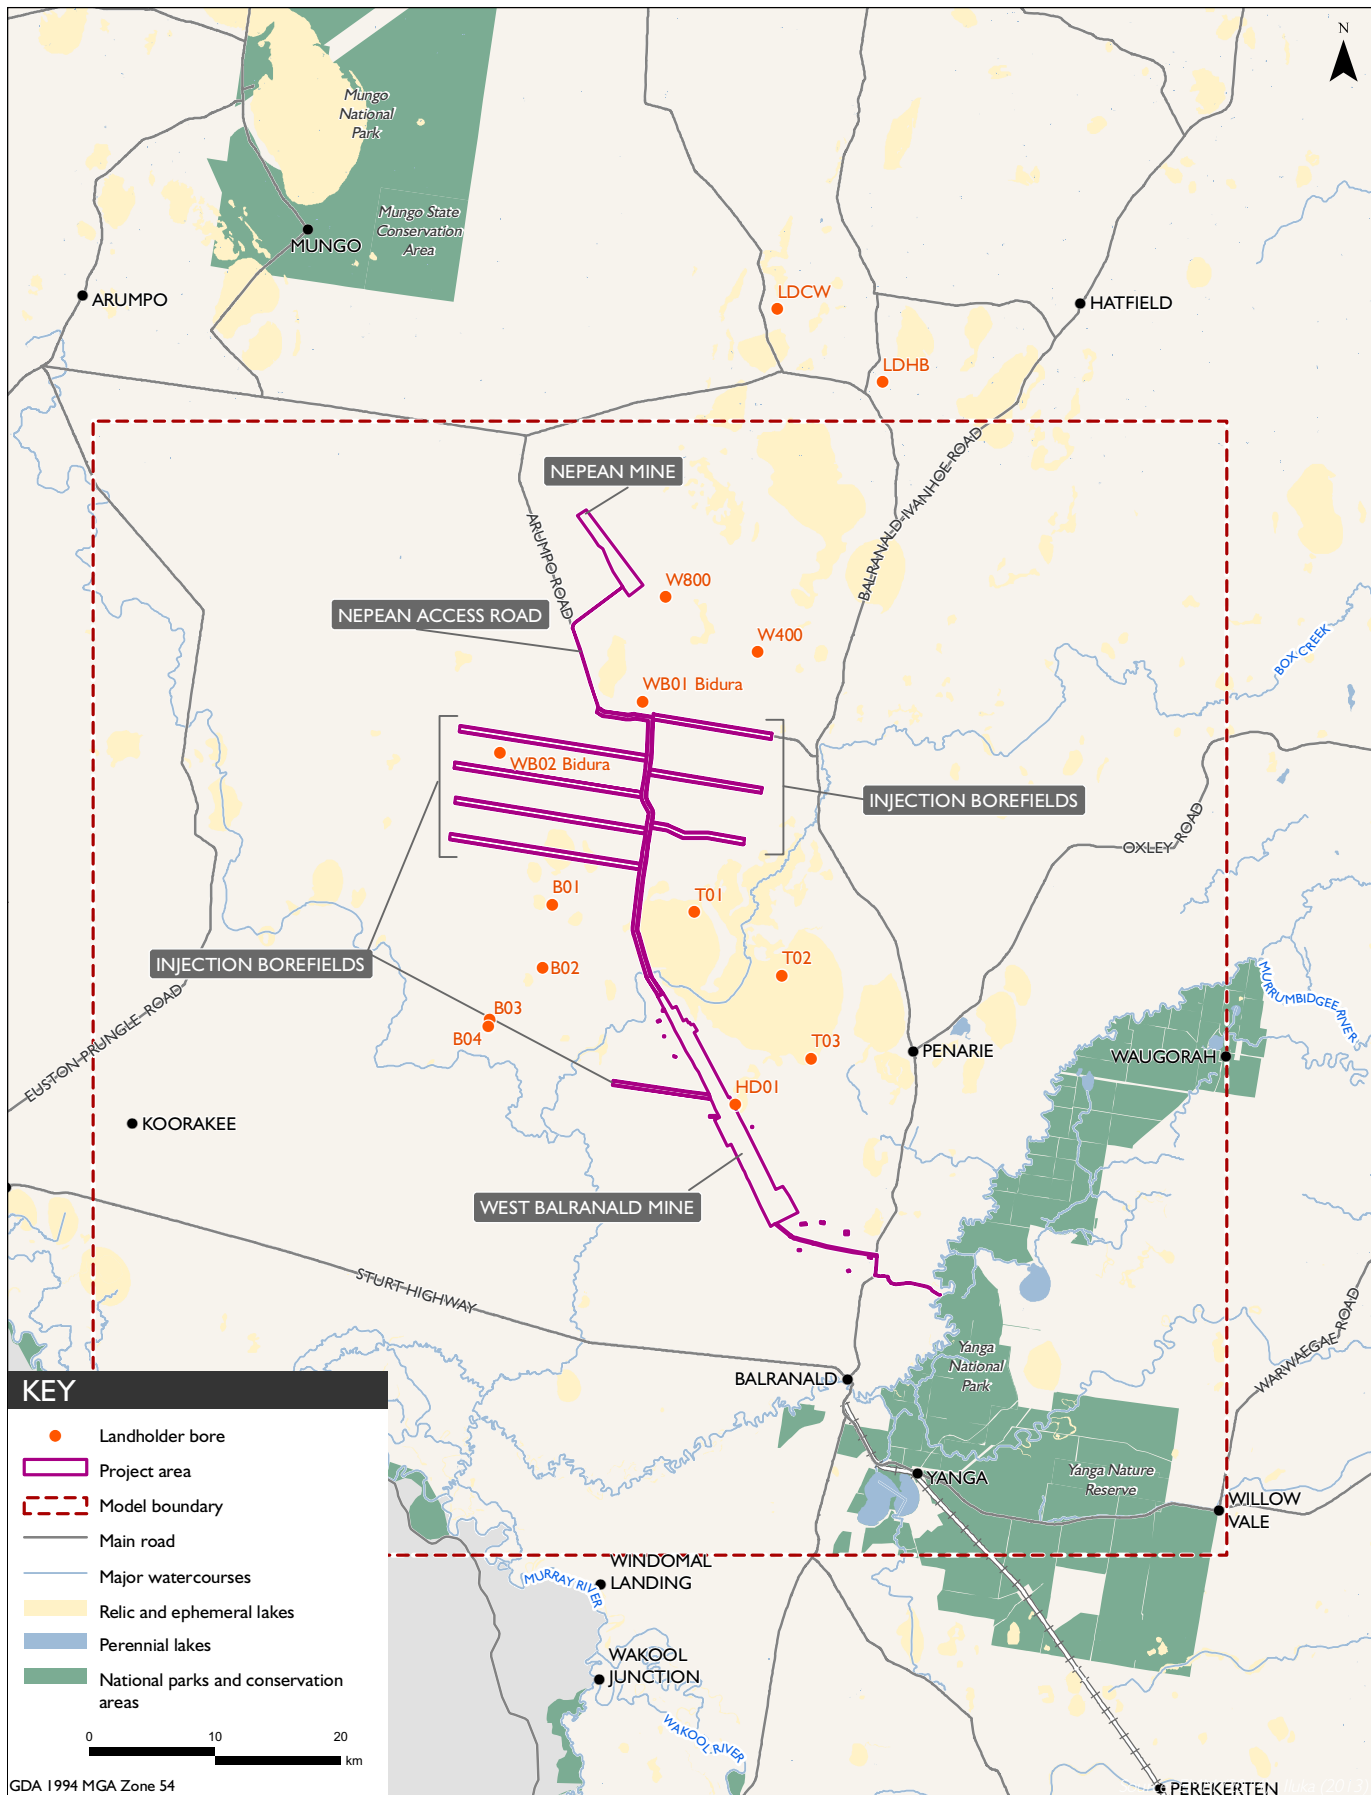 N
Mungo
National
Park
Mungo State
Conservation
Area
MUNGO
ARUMPO
LDCW
HATFIELD
LDHB
BALRANALD-IVANHOE-ROAD
NEPEAN MINE
ARUMPO-ROAD
W800
NEPEAN ACCESS ROAD
W400
BOX CREEK
WB01 Bidura
WB02 Bidura
INJECTION BOREFIELDS
OXLEY ROAD
B01
T01
INJECTION BOREFIELDS
B02
T02
MURRUMBIDGEE RIVER
EUSTON-PRUNGLE-ROAD
B03
B04
T03
PENARIE
WAUGORAH
HD01
KOORAKEE
WEST BALRANALD MINE
STURT-HIGHWAY
WARWAEGAE-ROAD
Yanga
National
Park
BALRANALD
YANGA
Yanga Nature
Reserve
WILLOW
VALE
WINDOMAL
LANDING
MURRAY RIVER
WAKOOL
JUNCTION
WAKOOL RIVER
PEREKERTEN
KEY
Landholder bore
Project area
Model boundary
Main road
Major watercourses
Relic and ephemeral lakes
Perennial lakes
National parks and conservation
areas
0 10 20
km
GDA 1994 MGA Zone 54